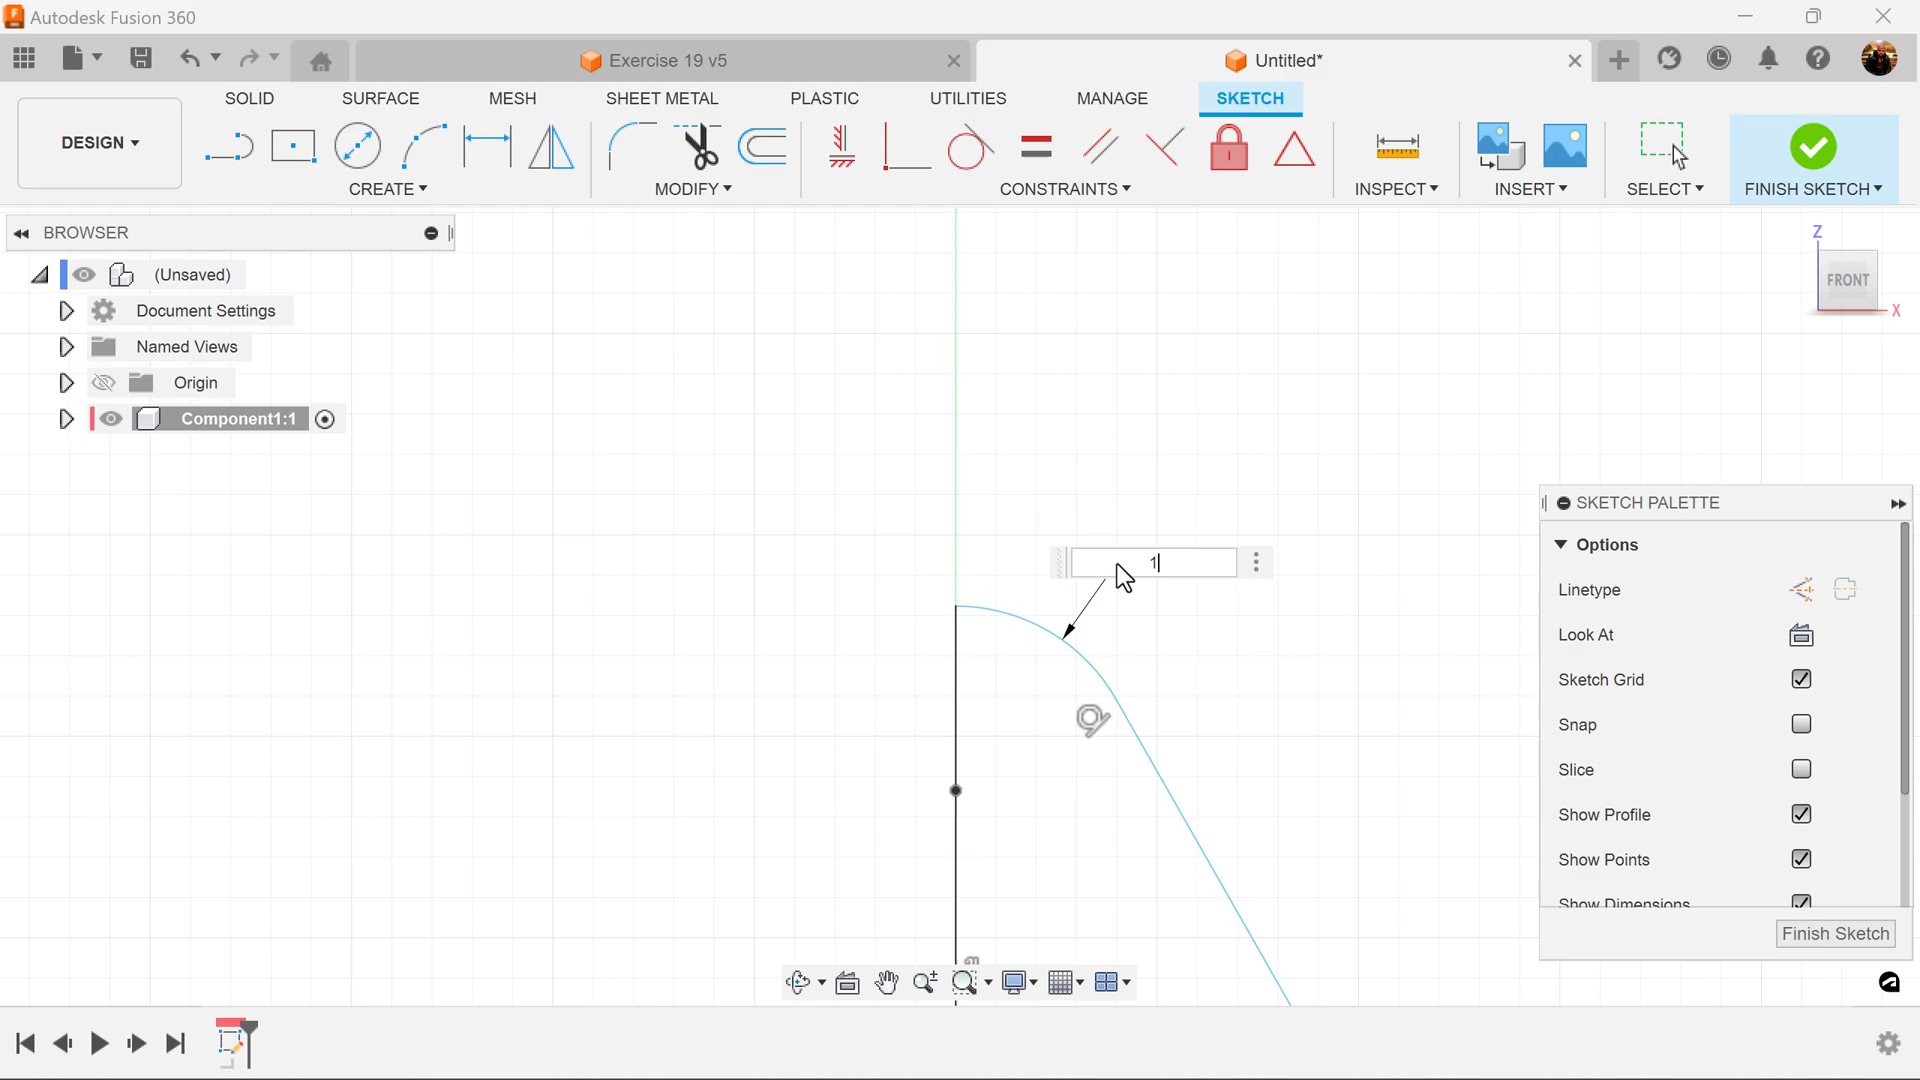 Autodesk Fusion 360
Exercise 19 v5
Untitled*
SOLID SURFACE MESH SHEET METAL PLASTIC UTILITIES MANAGE SKETCH
DESIGN
CREATE MODIFY CONSTRAINTS INSPECT INSERT SELECT FINISH SKETCH
BROWSER
(Unsaved)
Document Settings
Named Views
Origin
Component1:1
Z
FRONT
X
1
SKETCH PALETTE
Options
Linetype
Look At
Sketch Grid
Snap
Slice
Show Profile
Show Points
Show Dimensions
Finish Sketch